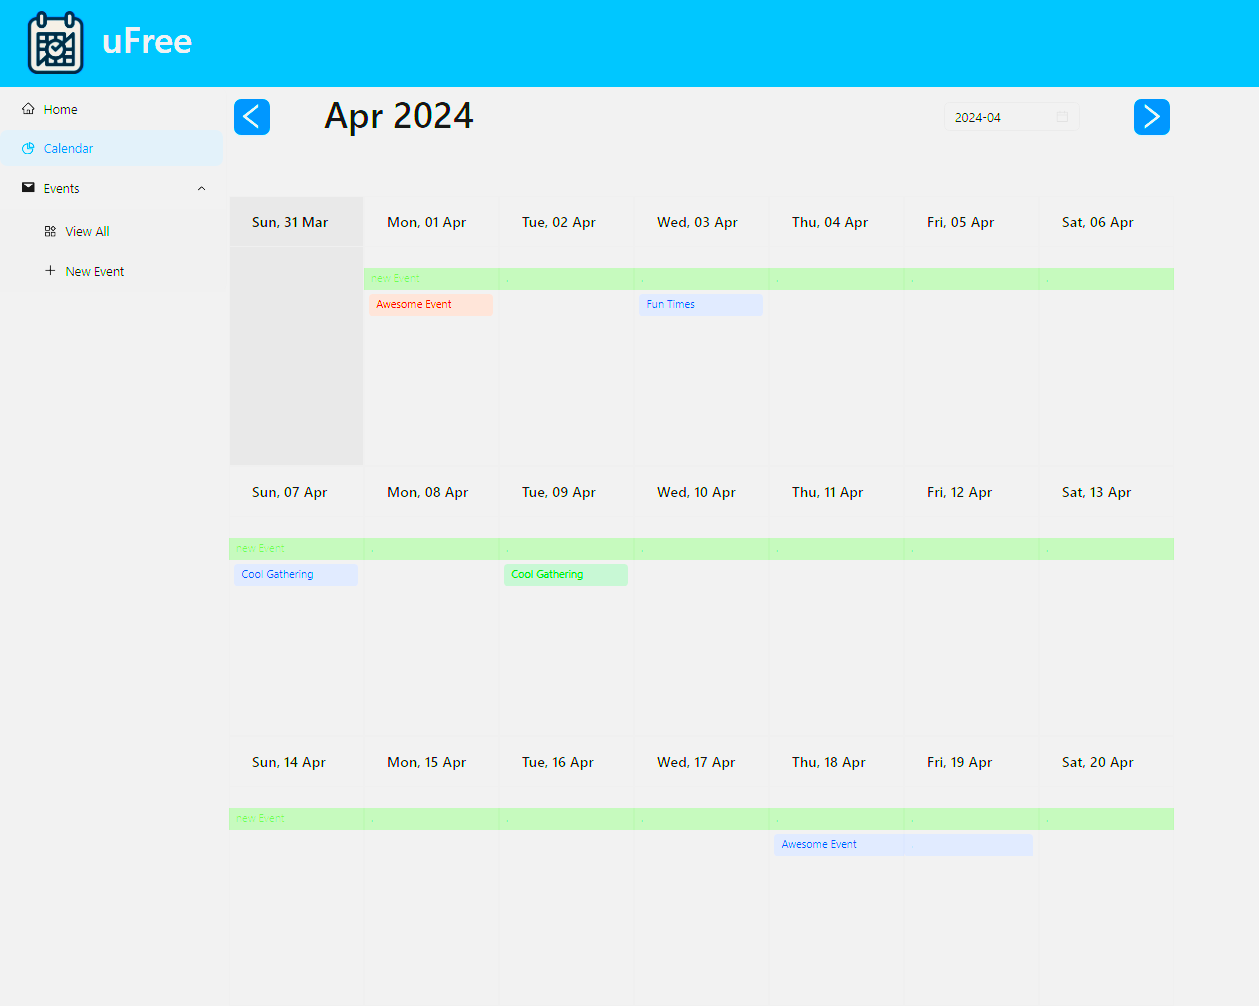 uFree
Home
Calendar
Events
View All
New Event
Apr 2024
2024-04
Sun, 31 Mar
Mon, 01 Apr
Tue, 02 Apr
Wed, 03 Apr
Thu, 04 Apr
Fri, 05 Apr
Sat, 06 Apr
new Event
Awesome Event
Fun Times
Sun, 07 Apr
Mon, 08 Apr
Tue, 09 Apr
Wed, 10 Apr
Thu, 11 Apr
Fri, 12 Apr
Sat, 13 Apr
new Event
Cool Gathering
Cool Gathering
Sun, 14 Apr
Mon, 15 Apr
Tue, 16 Apr
Wed, 17 Apr
Thu, 18 Apr
Fri, 19 Apr
Sat, 20 Apr
new Event
Awesome Event